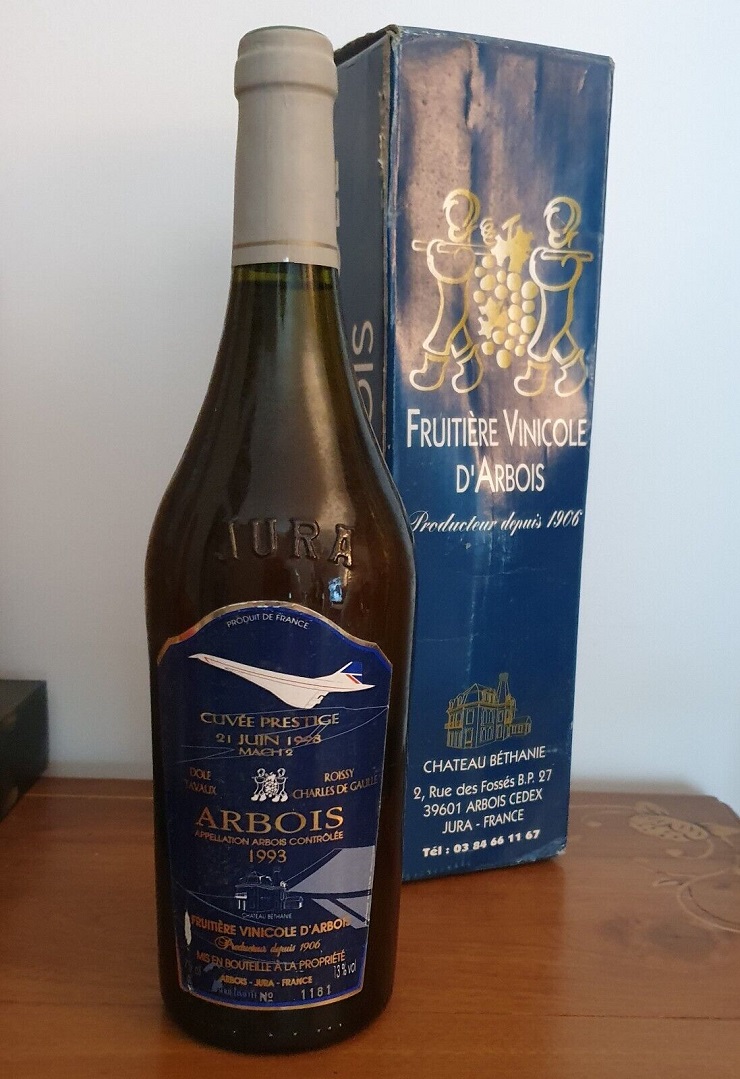 JURA
PRODUIT DE FRANCE
CUVÉE PRESTIGE
21 JUIN 1998
MACH 2
DOLE
TAVAUX
ROISSY
CHARLES DE GAULLE
ARBOIS
APPELLATION ARBOIS CONTRÔLÉE
1993
CHATEAU BÉTHANIE
FRUITIÈRE VINICOLE D'ARBOIS
Producteur depuis 1906
MIS EN BOUTEILLE A LA PROPRIÉTÉ
13 % vol
ARBOIS - JURA - FRANCE
Nº 1181
FRUITIÈRE VINICOLE
D'ARBOIS
Producteur depuis 1906
CHATEAU BÉTHANIE
2, Rue des Fossés B.P. 27
39601 ARBOIS CEDEX
JURA - FRANCE
Tél : 03 84 66 11 67
OIS